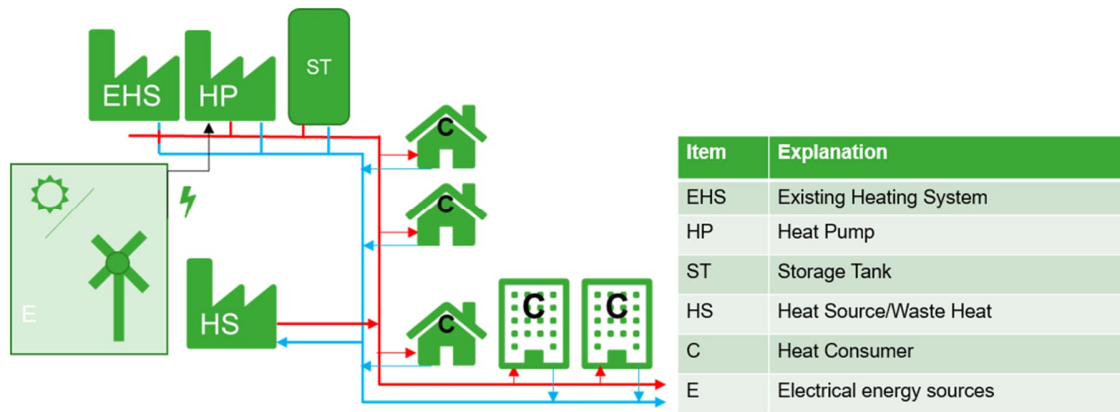 EHS
HP
ST
C
C
E
HS
C
C
C
Item Explanation
EHS Existing Heating System
HP Heat Pump
ST Storage Tank
HS Heat Source/Waste Heat
C Heat Consumer
E Electrical energy sources